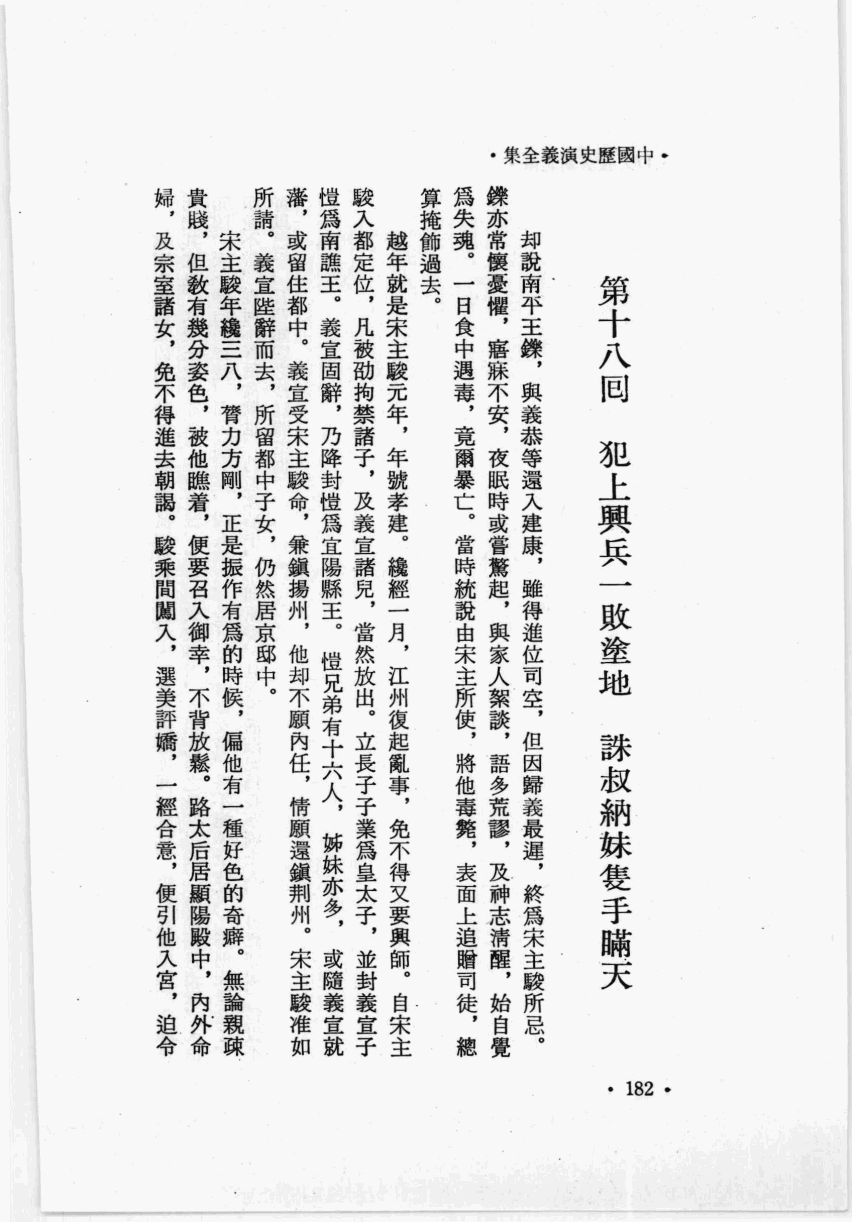 •中國歷史演義全集•
第十八回　犯上興兵一敗塗地　誅叔納妹隻手瞞天
却說南平王鑠，與義恭等還入建康，雖得進位司空，但因歸義最遲，終爲宋主駿所忌。
鑠亦常懷憂懼，寤寐不安，夜眠時或嘗驚起，與家人絮談，語多荒謬，及神志清醒，始自覺
爲失魂。一日食中遇毒，竟爾暴亡。當時統說由宋主所使，將他毒斃，表面上追贈司徒，總
算掩飾過去。
越年就是宋主駿元年，年號孝建。纔經一月，江州復起亂事，免不得又要興師。自宋主
駿入都定位，凡被劭拘禁諸子，及義宣諸兒，當然放出。立長子子業爲皇太子，並封義宣子
愷爲南譙王。義宣固辭，乃降封愷爲宜陽縣王。愷兄弟有十六人，姊妹亦多，或隨義宣就
藩，或留住都中。義宣受宋主駿命，兼鎭揚州，他却不願內任，情願還鎭荆州。宋主駿准如
所請。義宣陛辭而去，所留都中子女，仍然居京邸中。
宋主駿年纔三八，膂力方剛，正是振作有爲的時候，偏他有一種好色的奇癖。無論親疎
貴賤，但敎有幾分姿色，被他瞧着，便要召入御幸，不肯放鬆。路太后居顯陽殿中，內外命
婦，及宗室諸女，免不得進去朝謁。駿乘間闖入，選美評嬌，一經合意，便引他入宮，迫令
•182•